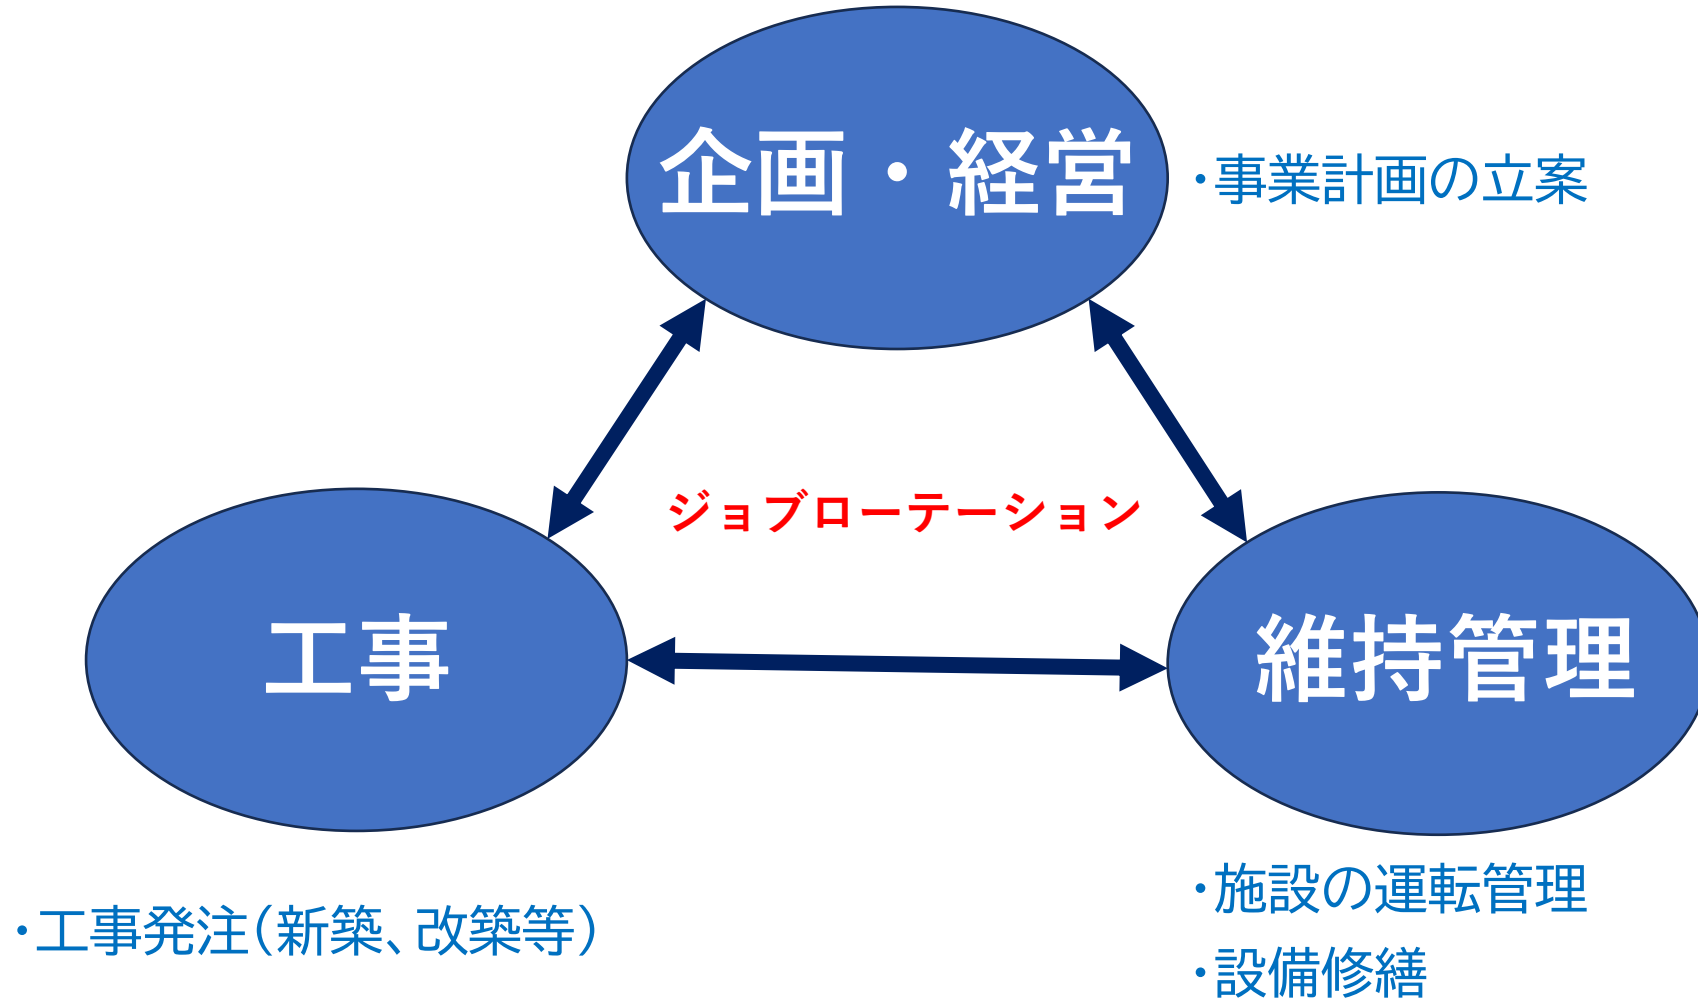 企画・経営
・事業計画の立案
ジョブローテーション
工事
維持管理
・工事発注(新築、改築等)
・施設の運転管理
・設備修繕